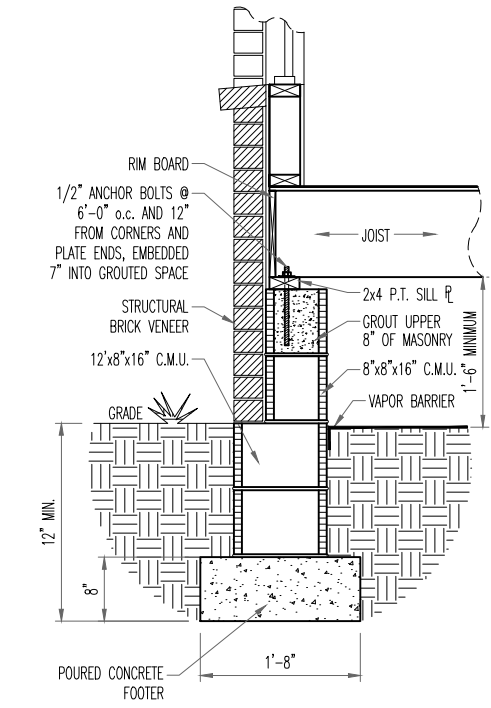 RIM BOARD
1/2" ANCHOR BOLTS @
6'-0" o.c. AND 12"
FROM CORNERS AND
PLATE ENDS, EMBEDDED
7" INTO GROUTED SPACE
STRUCTURAL
BRICK VENEER
12'x8"x16" C.M.U.
GRADE
12" MIN.
8"
POURED CONCRETE
FOOTER
1'-8"
JOIST
2x4 P.T. SILL PL
GROUT UPPER
8" OF MASONRY
8"x8"x16" C.M.U.
1'-6" MINIMUM
VAPOR BARRIER